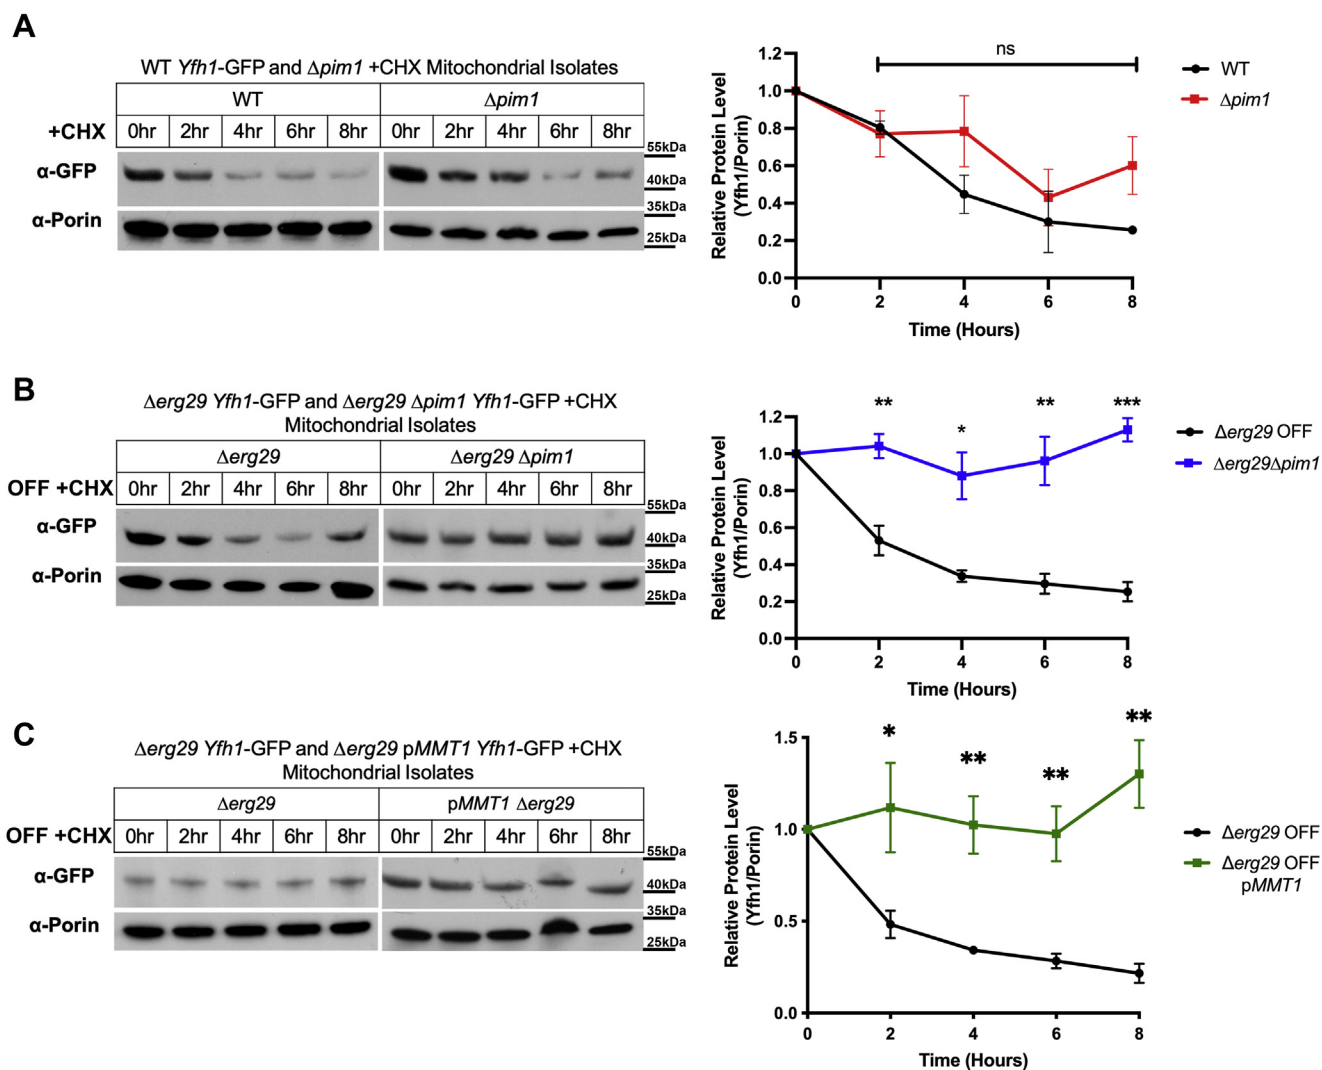 A
WT Yfh1-GFP and Δpim1 +CHX Mitochondrial Isolates
WT Δpim1
+CHX 0hr 2hr 4hr 6hr 8hr 0hr 2hr 4hr 6hr 8hr
55kDa
α-GFP
40kDa
35kDa
α-Porin
25kDa
Relative Protein Level
(Yfh1/Porin)
1.2
1.0
0.8
0.6
0.4
0.2
0.0
ns
0 2 4 6 8
Time (Hours)
WT
Δpim1
B
Δerg29 Yfh1-GFP and Δerg29 Δpim1 Yfh1-GFP +CHX
Mitochondrial Isolates
Δerg29 Δerg29 Δpim1
OFF +CHX 0hr 2hr 4hr 6hr 8hr 0hr 2hr 4hr 6hr 8hr
55kDa
α-GFP
40kDa
35kDa
α-Porin
25kDa
Relative Protein Level
(Yfh1/Porin)
1.2
1.0
0.8
0.6
0.4
0.2
0.0
** * ** ***
0 2 4 6 8
Time (Hours)
Δerg29 OFF
Δerg29Δpim1
C
Δerg29 Yfh1-GFP and Δerg29 pMMT1 Yfh1-GFP +CHX
Mitochondrial Isolates
Δerg29 pMMT1 Δerg29
OFF +CHX 0hr 2hr 4hr 6hr 8hr 0hr 2hr 4hr 6hr 8hr
55kDa
α-GFP
40kDa
35kDa
α-Porin
25kDa
Relative Protein Level
(Yfh1/Porin)
1.5
1.0
0.5
0.0
* ** ** **
0 2 4 6 8
Time (Hours)
Δerg29 OFF
Δerg29 OFF
pMMT1